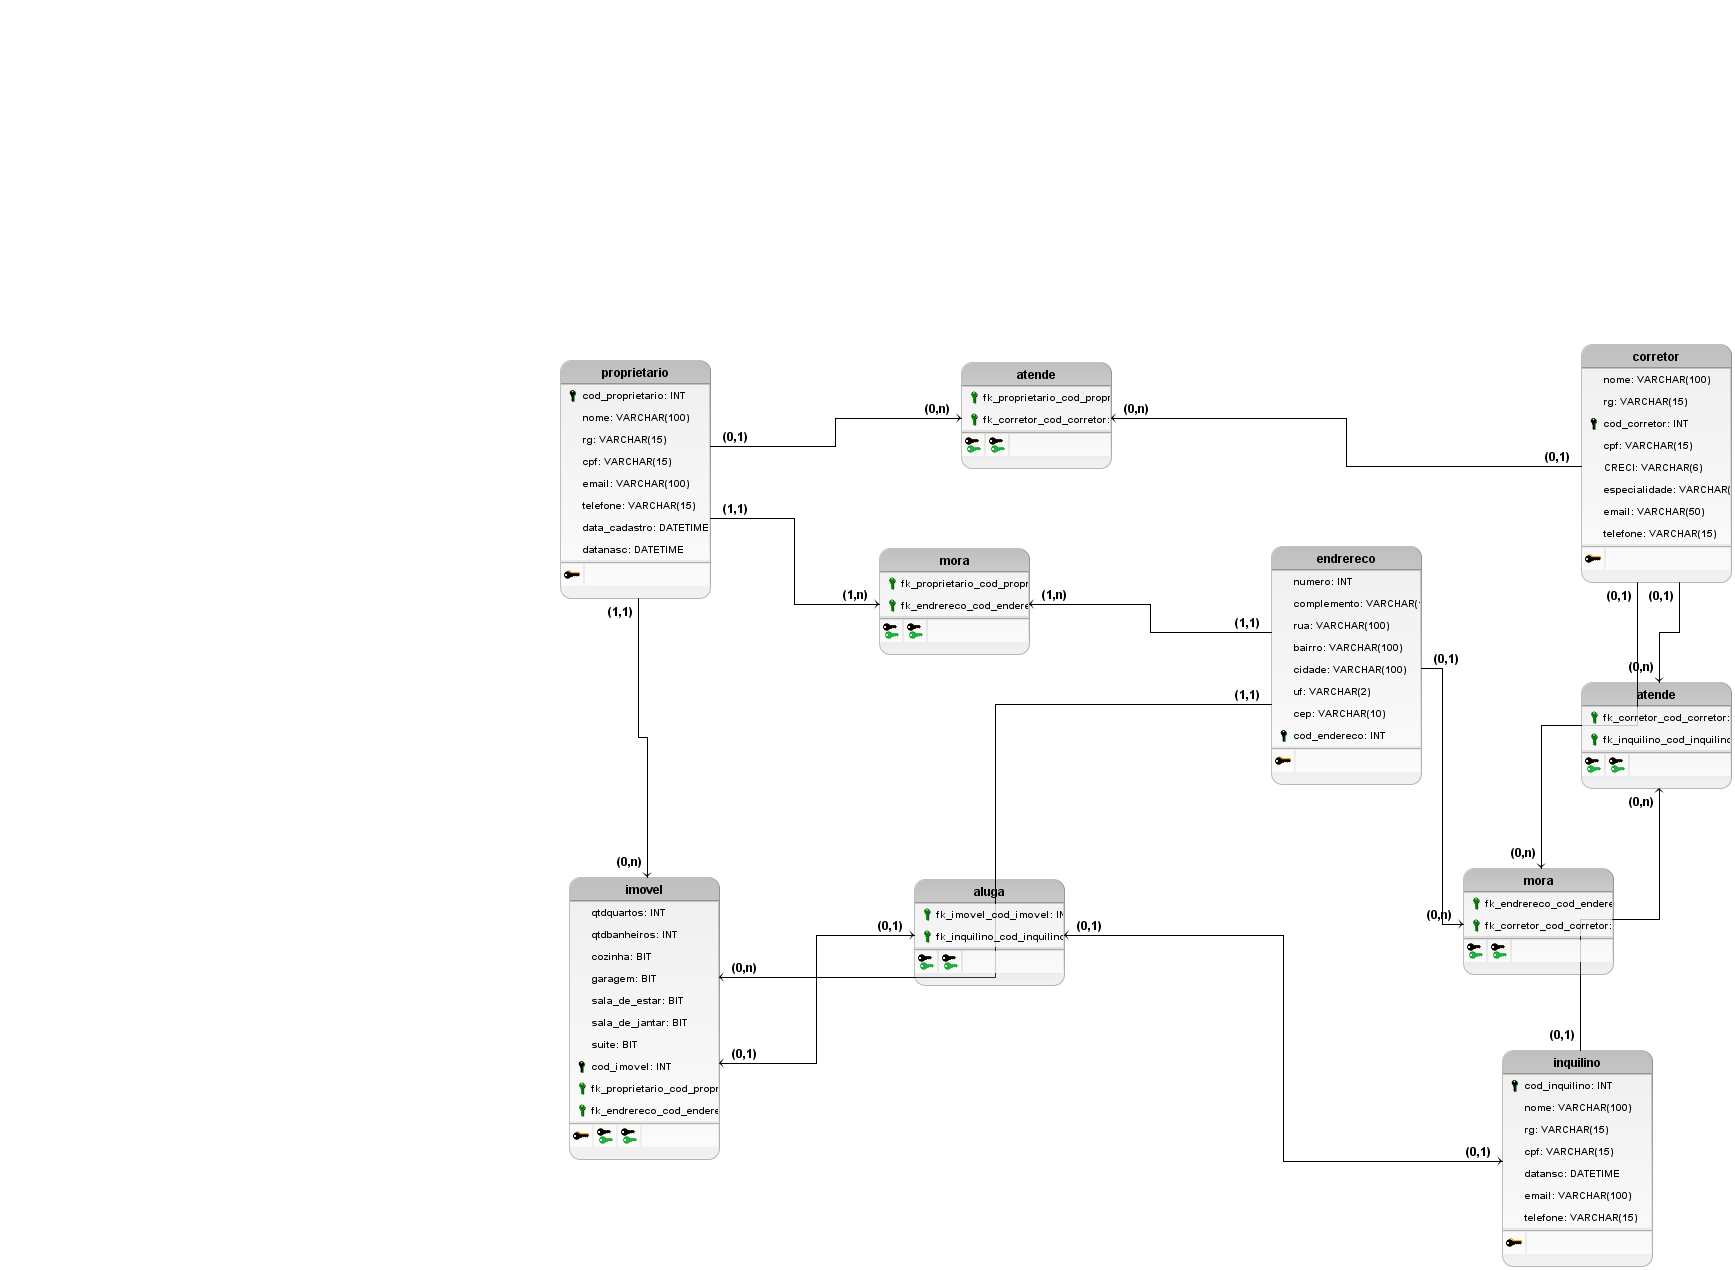 proprietario
cod_proprietario: INT
nome: VARCHAR(100)
rg: VARCHAR(15)
cpf: VARCHAR(15)
email: VARCHAR(100)
telefone: VARCHAR(15)
data_cadastro: DATETIME
datanasc: DATETIME
(0,1)
(1,1)
(1,1)
(0,n)
atende
fk_proprietario_cod_propr
fk_corretor_cod_corretor:
(0,n)
(0,n)
(0,1)
corretor
nome: VARCHAR(100)
rg: VARCHAR(15)
cod_corretor: INT
cpf: VARCHAR(15)
CRECI: VARCHAR(6)
especialidade: VARCHAR(
email: VARCHAR(50)
telefone: VARCHAR(15)
(0,1)
(0,1)
mora
fk_proprietario_cod_propr
fk_endrereco_cod_endere
(1,n)
(1,n)
(1,1)
endrereco
numero: INT
complemento: VARCHAR(
rua: VARCHAR(100)
bairro: VARCHAR(100)
cidade: VARCHAR(100)
uf: VARCHAR(2)
cep: VARCHAR(10)
cod_endereco: INT
(0,1)
(1,1)
(0,n)
atende
fk_corretor_cod_corretor:
fk_inquilino_cod_inquilino
(0,n)
imovel
qtdquartos: INT
qtdbanheiros: INT
cozinha: BIT
garagem: BIT
sala_de_estar: BIT
sala_de_jantar: BIT
suite: BIT
cod_imovel: INT
fk_proprietario_cod_propr
fk_endrereco_cod_endere
(0,n)
(0,1)
(0,1)
aluga
fk_imovel_cod_imovel: IN
fk_inquilino_cod_inquilino
(0,1)
(0,n)
(0,n)
mora
fk_endrereco_cod_endere
fk_corretor_cod_corretor:
(0,1)
(0,1)
inquilino
cod_inquilino: INT
nome: VARCHAR(100)
rg: VARCHAR(15)
cpf: VARCHAR(15)
datansc: DATETIME
email: VARCHAR(100)
telefone: VARCHAR(15)